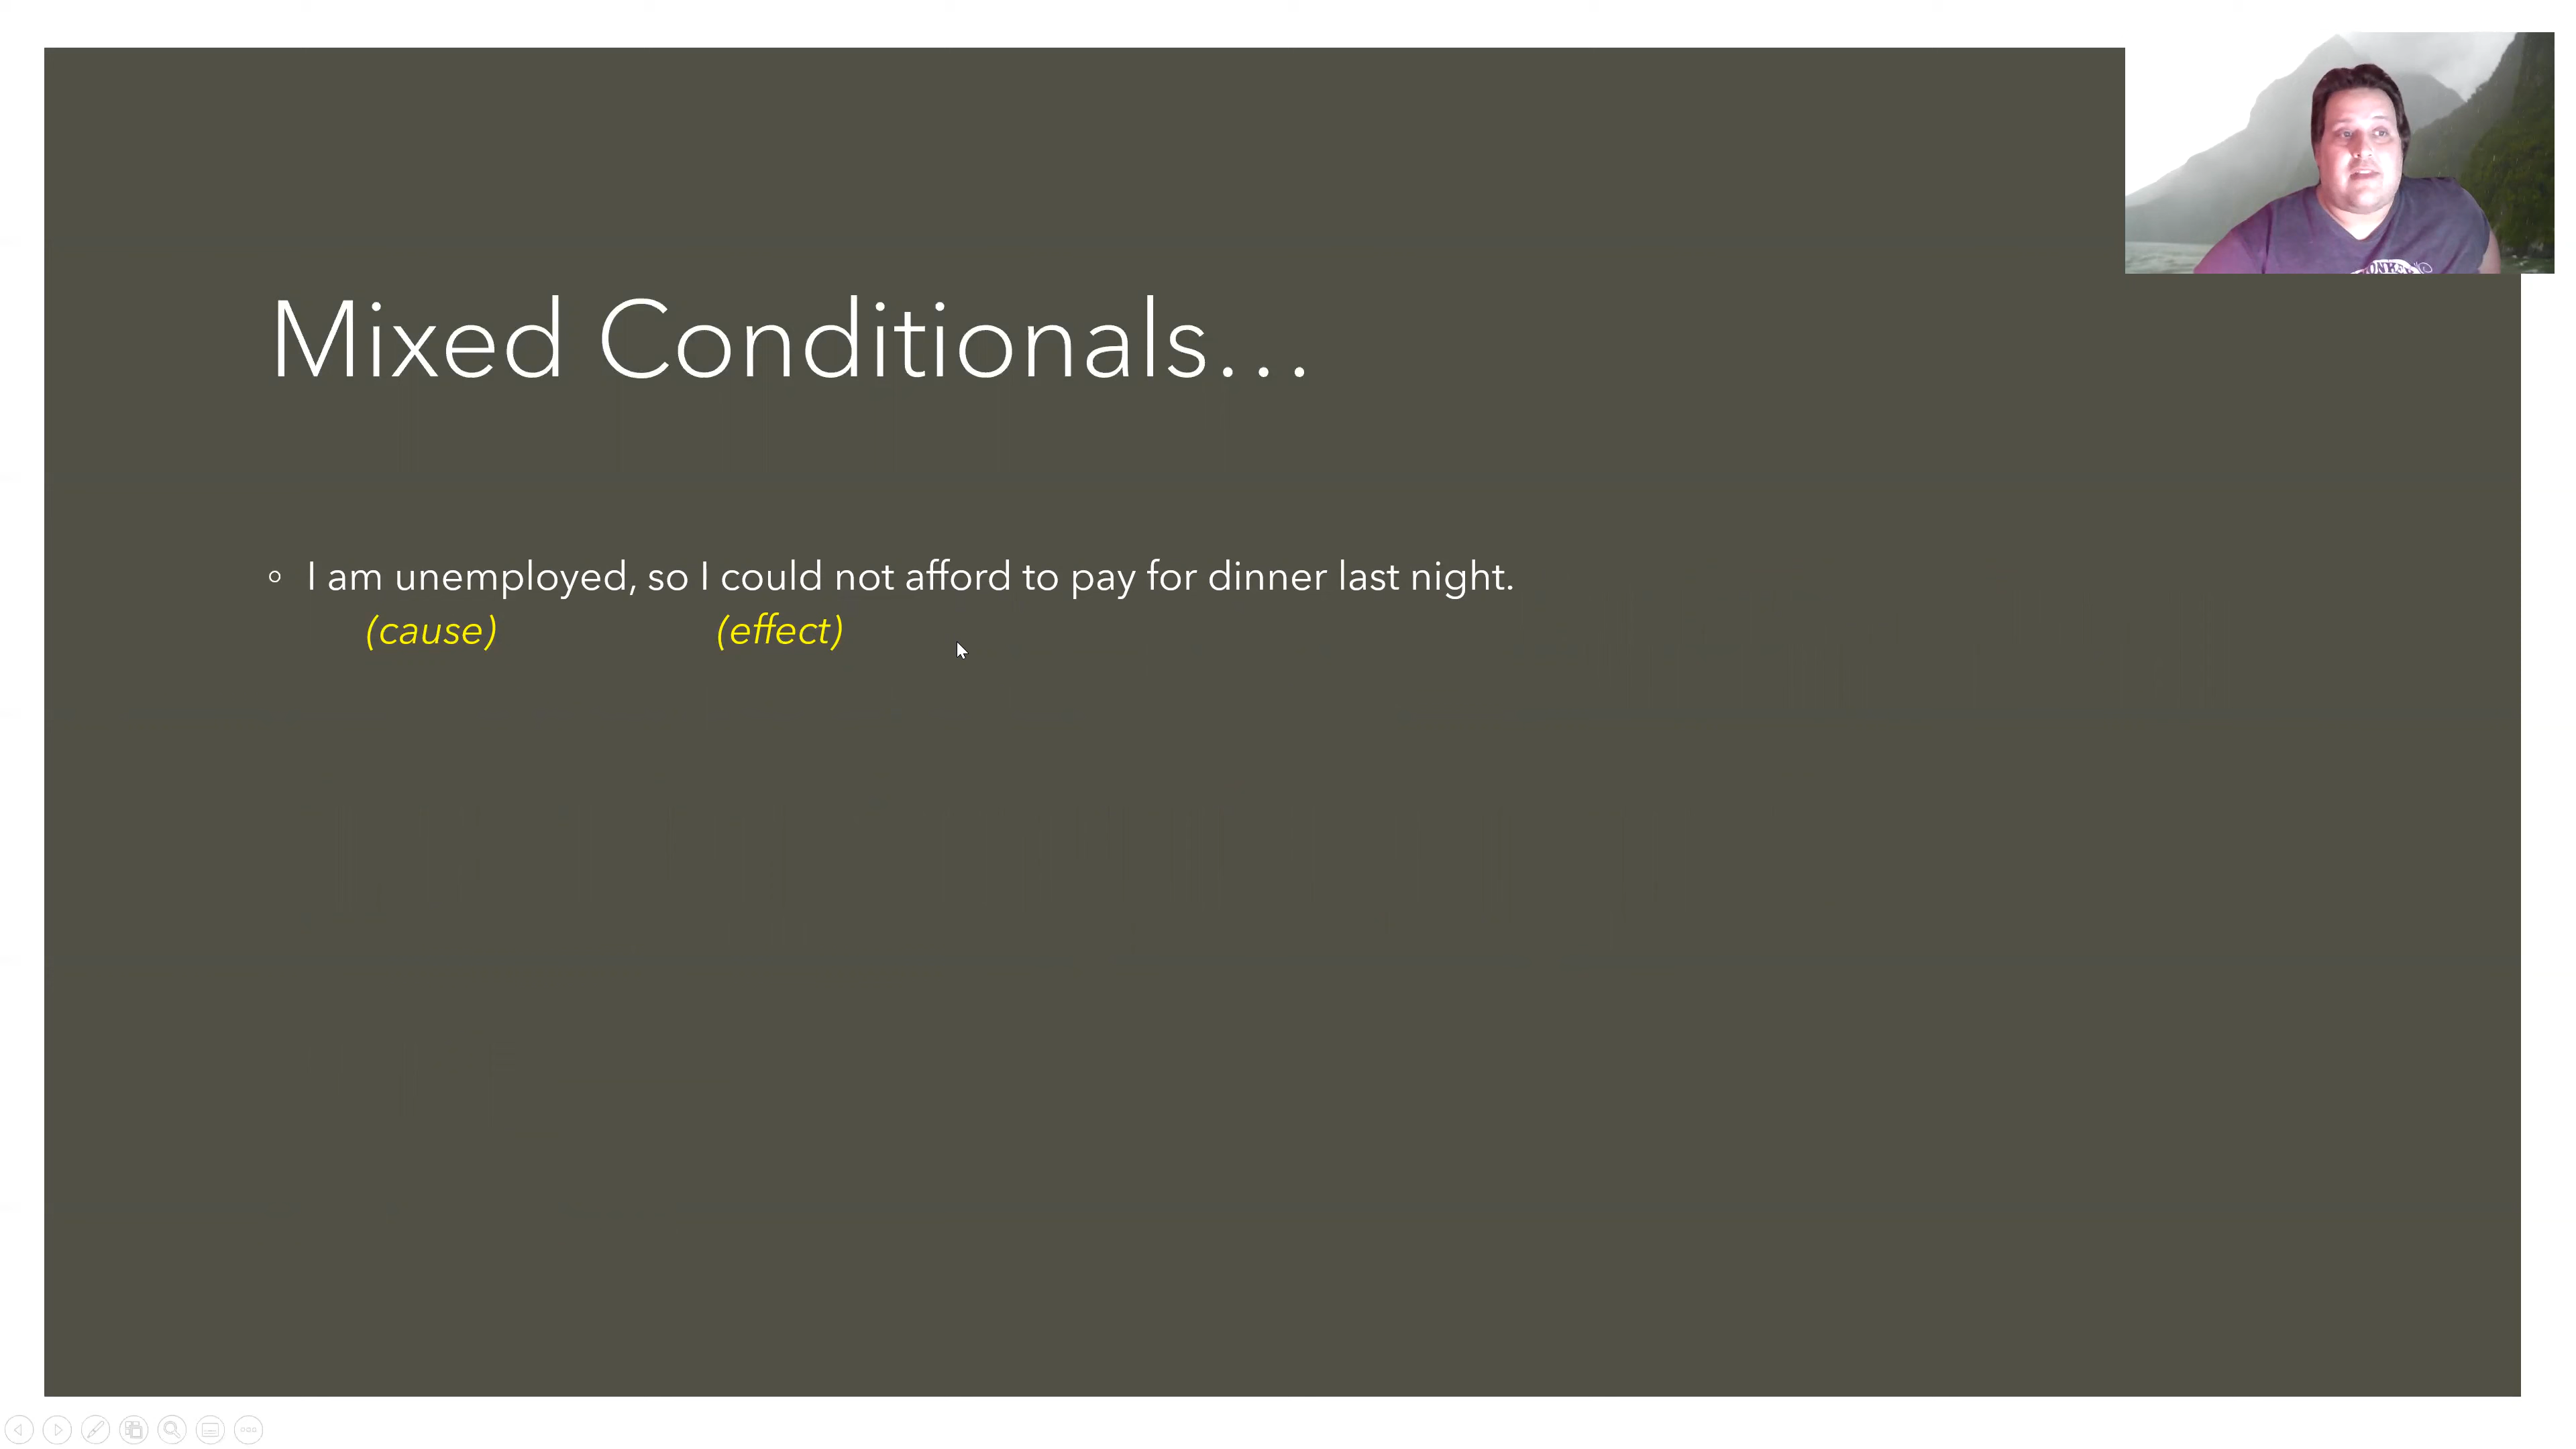 Mixed Conditionals...
I am unemployed, so I could not afford to pay for dinner last night.
(cause) (effect)